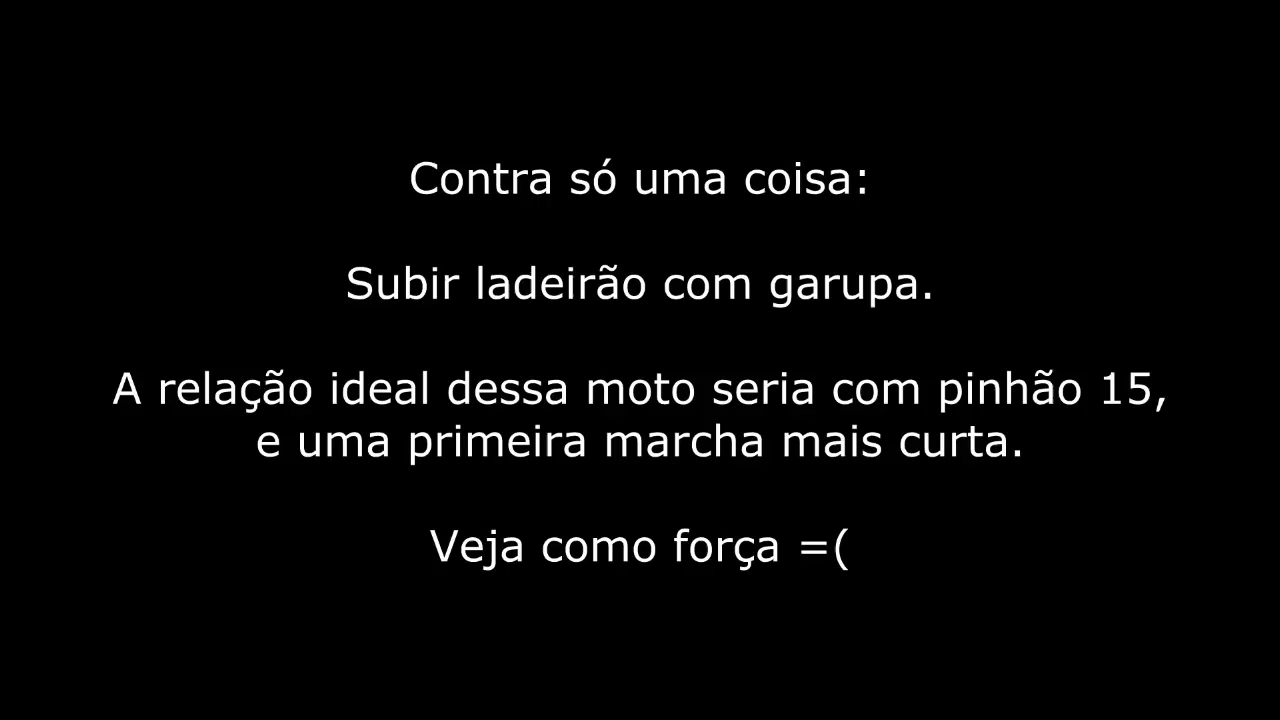 Contra só uma coisa:
Subir ladeirão com garupa.
A relação ideal dessa moto seria com pinhão 15,
e uma primeira marcha mais curta.
Veja como força =(